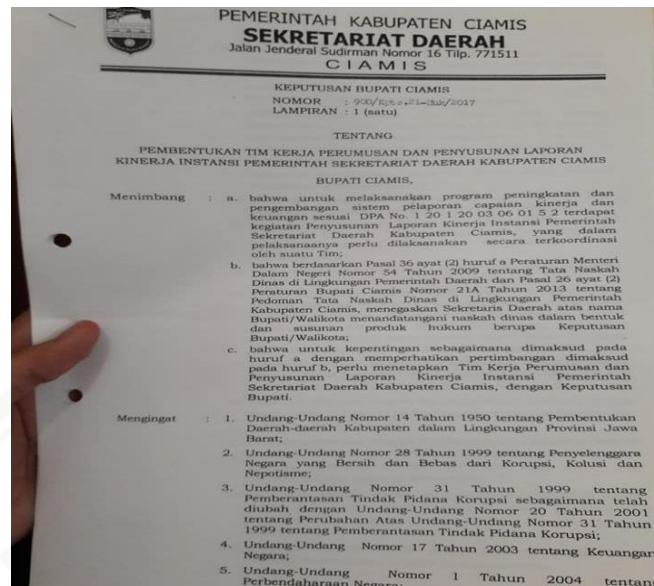 PEMERINTAH KABUPATEN CIAMIS
SEKRETARIAT DAERAH
Jalan Jenderal Sudirman Nomor 16 Tilp. 771511
CIAMIS
KEPUTUSAN BUPATI CIAMIS
NOMOR : 900/Kpts.21-Huk/2017
LAMPIRAN : 1 (satu)
TENTANG
PEMBENTUKAN TIM KERJA PERUMUSAN DAN PENYUSUNAN LAPORAN
KINERJA INSTANSI PEMERINTAH SEKRETARIAT DAERAH KABUPATEN CIAMIS
BUPATI CIAMIS,
Menimbang : a. bahwa untuk melaksanakan program peningkatan dan
pengembangan sistem pelaporan capaian kinerja dan
keuangan sesuai DPA No. 1 20 1 20 03 06 01 5 2 terdapat
kegiatan Penyusunan Laporan Kinerja Instansi Pemerintah
Sekretariat Daerah Kabupaten Ciamis, yang dalam
pelaksanaanya perlu dilaksanakan secara terkoordinasi
oleh suatu Tim;
b. bahwa berdasarkan Pasal 36 ayat (2) huruf a Peraturan Menteri
Dalam Negeri Nomor 54 Tahun 2009 tentang Tata Naskah
Dinas di Lingkungan Pemerintah Daerah dan Pasal 26 ayat (2)
Peraturan Bupati Ciamis Nomor 21A Tahun 2013 tentang
Pedoman Tata Naskah Dinas di Lingkungan Pemerintah
Kabupaten Ciamis, menegaskan Sekretaris Daerah atas nama
Bupati/Walikota menandatangani naskah dinas dalam bentuk
dan susunan produk hukum berupa Keputusan
Bupati/Walikota;
c. bahwa untuk kepentingan sebagaimana dimaksud pada
huruf a dengan memperhatikan pertimbangan dimaksud
pada huruf b, perlu menetapkan Tim Kerja Perumusan dan
Penyusunan Laporan Kinerja Instansi Pemerintah
Sekretariat Daerah Kabupaten Ciamis, dengan Keputusan
Bupati.
Mengingat : 1. Undang-Undang Nomor 14 Tahun 1950 tentang Pembentukan
Daerah-daerah Kabupaten dalam Lingkungan Provinsi Jawa
Barat;
2. Undang-Undang Nomor 28 Tahun 1999 tentang Penyelenggara
Negara yang Bersih dan Bebas dari Korupsi, Kolusi dan
Nepotisme;
3. Undang-Undang Nomor 31 Tahun 1999 tentang
Pemberantasan Tindak Pidana Korupsi sebagaimana telah
diubah dengan Undang-Undang Nomor 20 Tahun 2001
tentang Perubahan Atas Undang-Undang Nomor 31 Tahun
1999 tentang Pemberantasan Tindak Pidana Korupsi;
4. Undang-Undang Nomor 17 Tahun 2003 tentang Keuangan
Negara;
5. Undang-Undang Nomor 1 Tahun 2004 tentan
Perbendaharaan Negara;